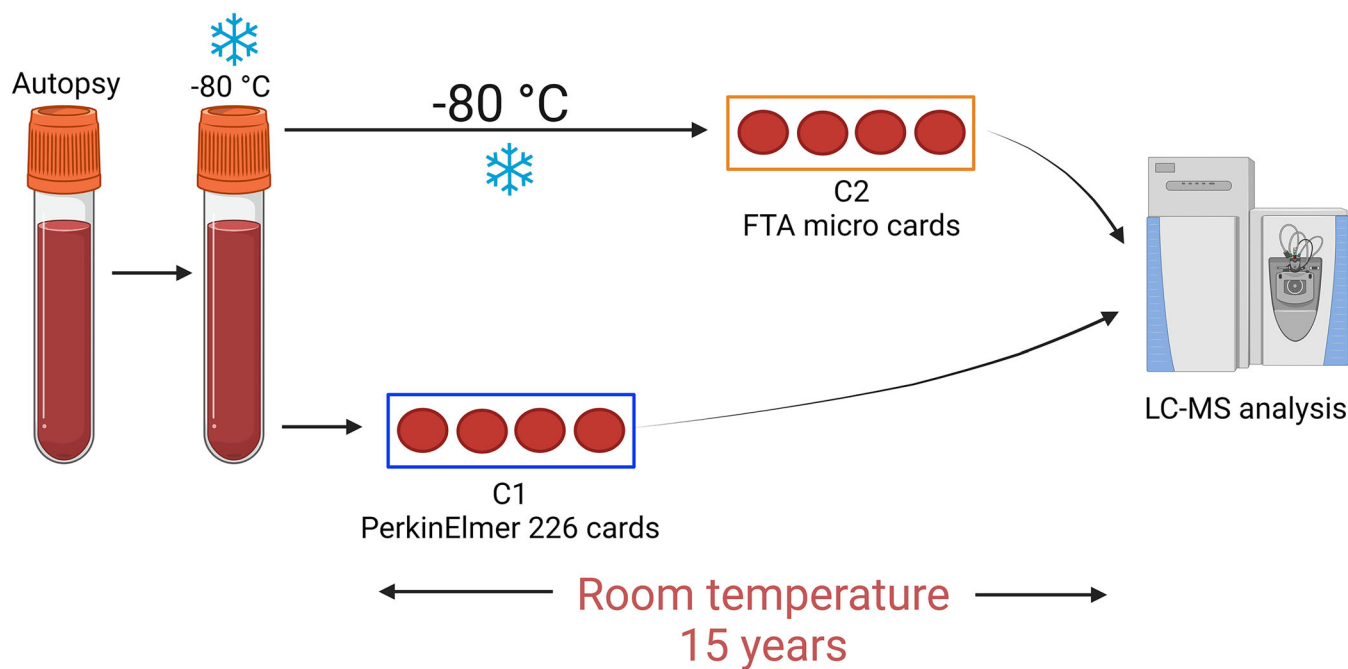 Autopsy
-80 °C
-80 °C
C2
FTA micro cards
LC-MS analysis
C1
PerkinElmer 226 cards
Room temperature
15 years